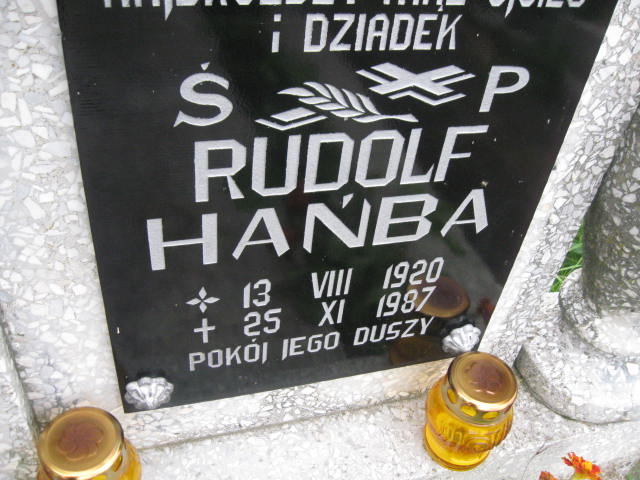 i DZIADEK
Ś P
RUDOLF
HAŃBA
13 VIII 1920
+ 25 XI 1987
POKÓJ JEGO DUSZY